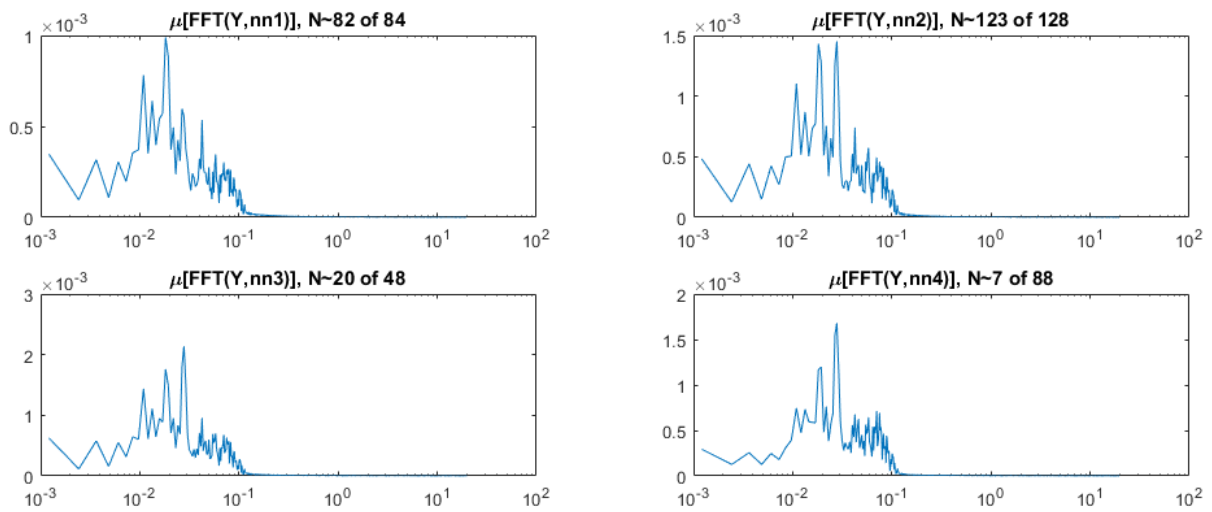 μ[FFT(Y,nn1)], N~82 of 84
×10⁻³
1
0.5
0
10⁻³ 10⁻² 10⁻¹ 10⁰ 10¹ 10²
μ[FFT(Y,nn2)], N~123 of 128
×10⁻³
1.5
1
0.5
0
10⁻³ 10⁻² 10⁻¹ 10⁰ 10¹ 10²
μ[FFT(Y,nn3)], N~20 of 48
×10⁻³
3
2
1
0
10⁻³ 10⁻² 10⁻¹ 10⁰ 10¹ 10²
μ[FFT(Y,nn4)], N~7 of 88
×10⁻³
2
1.5
1
0.5
0
10⁻³ 10⁻² 10⁻¹ 10⁰ 10¹ 10²